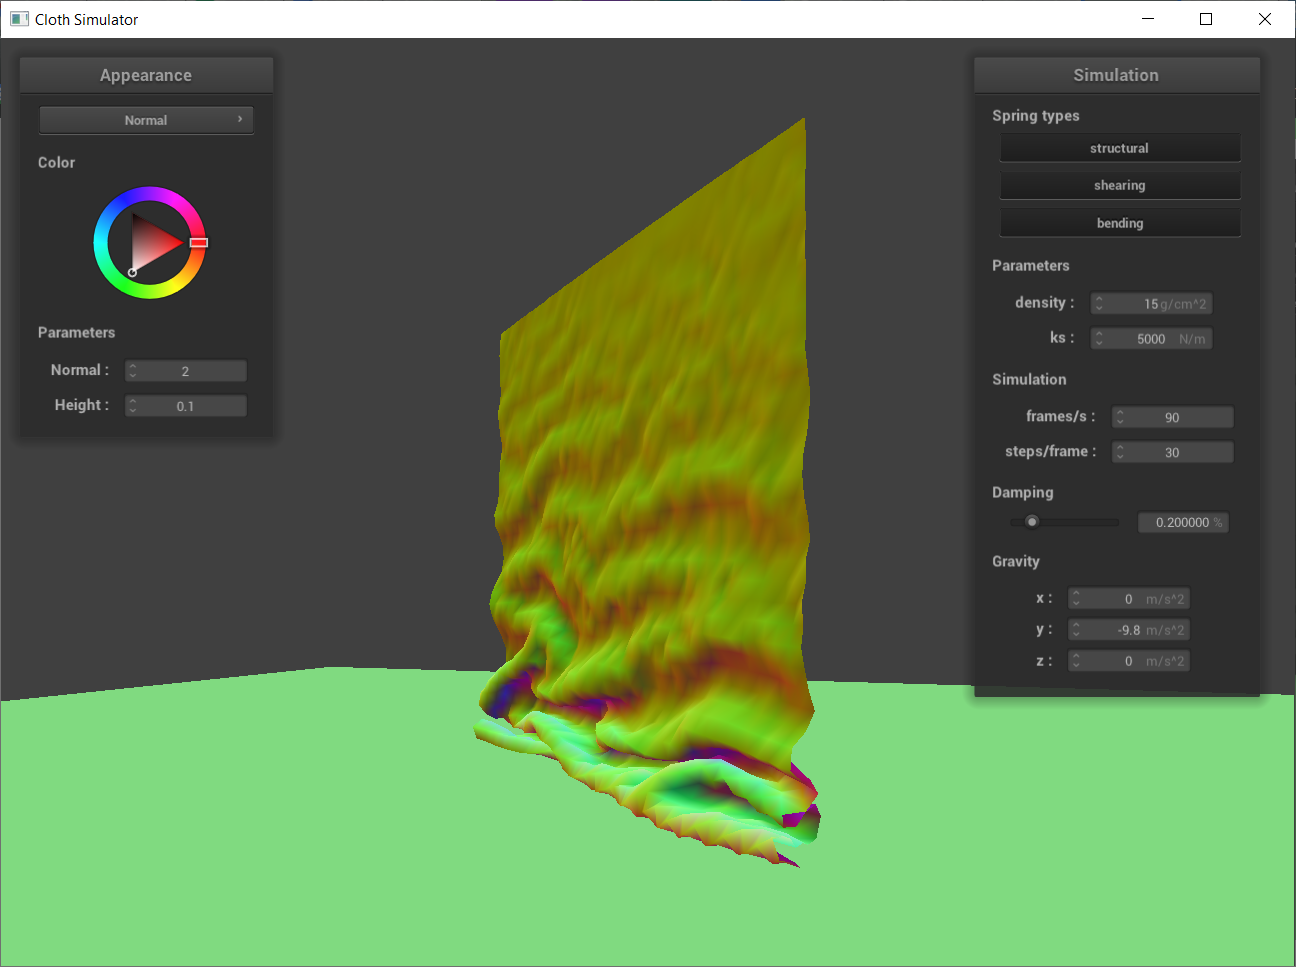 Cloth Simulator
Appearance
Normal
Color
Parameters
Normal : 2
Height : 0.1
Simulation
Spring types
structural
shearing
bending
Parameters
density : 15 g/cm^2
ks : 5000 N/m
Simulation
frames/s : 90
steps/frame : 30
Damping
0.200000 %
Gravity
x : 0 m/s^2
y : -9.8 m/s^2
z : 0 m/s^2